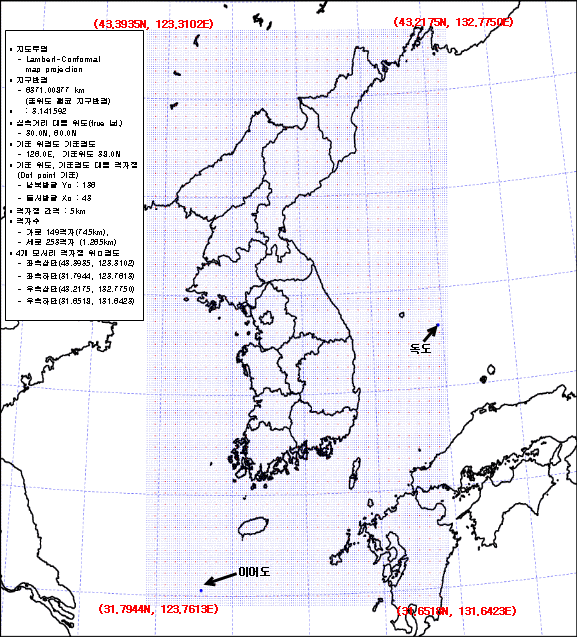 (43.3935N, 123.3102E)
(43.2175N, 132.7750E)
• 지도투영
- Lambert-Conformal
map projection
• 지구반경
- 6371.00877 km
(표위도 평균 지구반경)
• : 3.141592
• 실축거리 대응 위도(true lat.)
- 30.0N, 60.0N
• 기준 위경도 기준경도
- 126.0E, 기준위도 38.0N
• 기준 위도, 기준경도 대응 격자점
(Dot point 기준)
- 남북방향 Yo : 136
- 동서방향 Xo : 43
• 격자점 간격 : 5km
• 격자수
- 가로 149격자(745km),
- 세로 253격자 (1,265km)
• 4개 모서리 격자점 위경도
- 좌측상단(43.3935, 123.3102)
- 좌측하단(31.7944, 123.7613)
- 우측상단(43.2175, 132.7750)
- 우측하단(31.6518, 131.6423)
독도
이어도
(31.7944N, 123.7613E)
(31.6518N, 131.6423E)